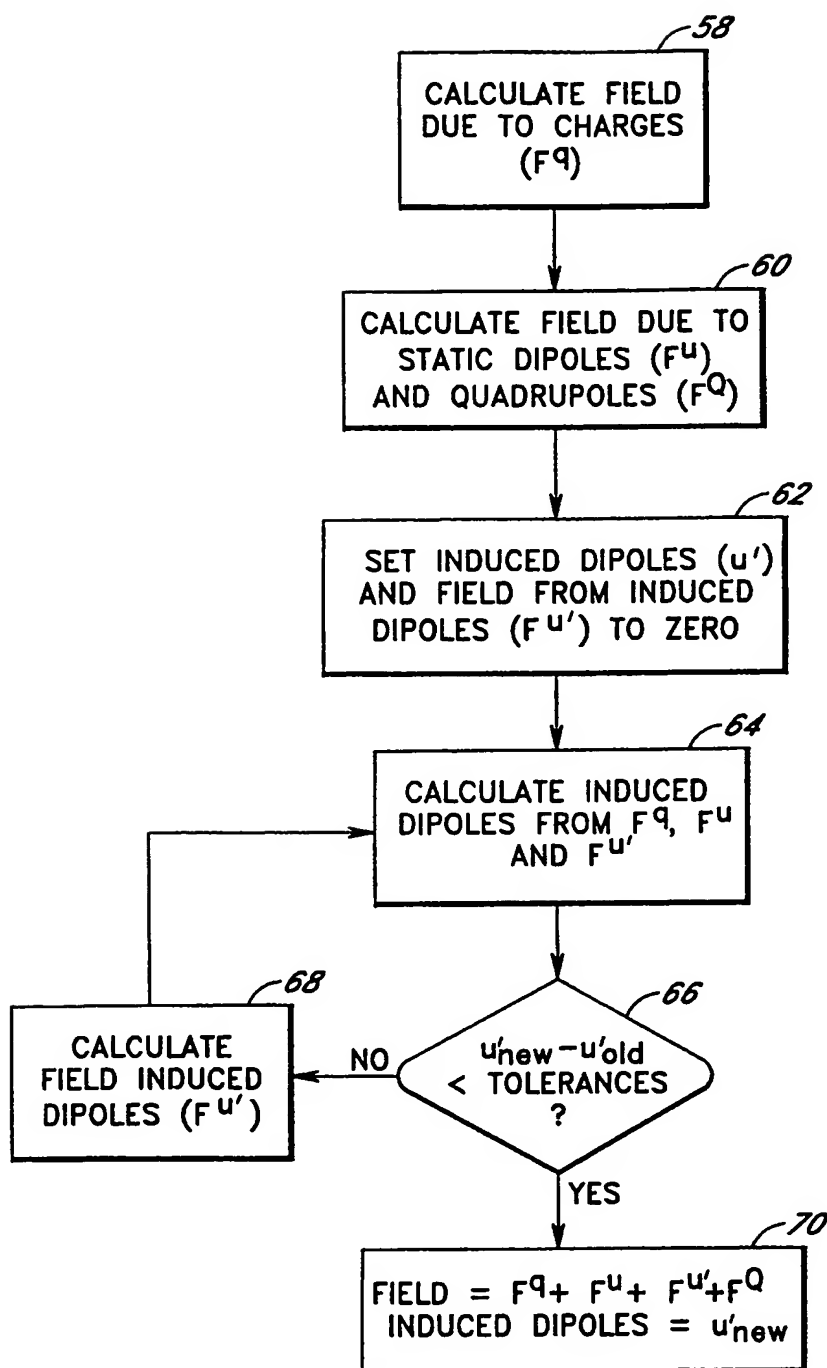 58
CALCULATE FIELD
DUE TO CHARGES
(F^q)
60
CALCULATE FIELD DUE TO
STATIC DIPOLES (F^u)
AND QUADRUPOLES (F^Q)
62
SET INDUCED DIPOLES (u')
AND FIELD FROM INDUCED
DIPOLES (F^u') TO ZERO
64
CALCULATE INDUCED
DIPOLES FROM F^q, F^u
AND F^u'
66
u'new-u'old
< TOLERANCES
?
NO
68
CALCULATE
FIELD INDUCED
DIPOLES (F^u')
YES
70
FIELD = F^q+ F^u+ F^u'+F^Q
INDUCED DIPOLES = u'new